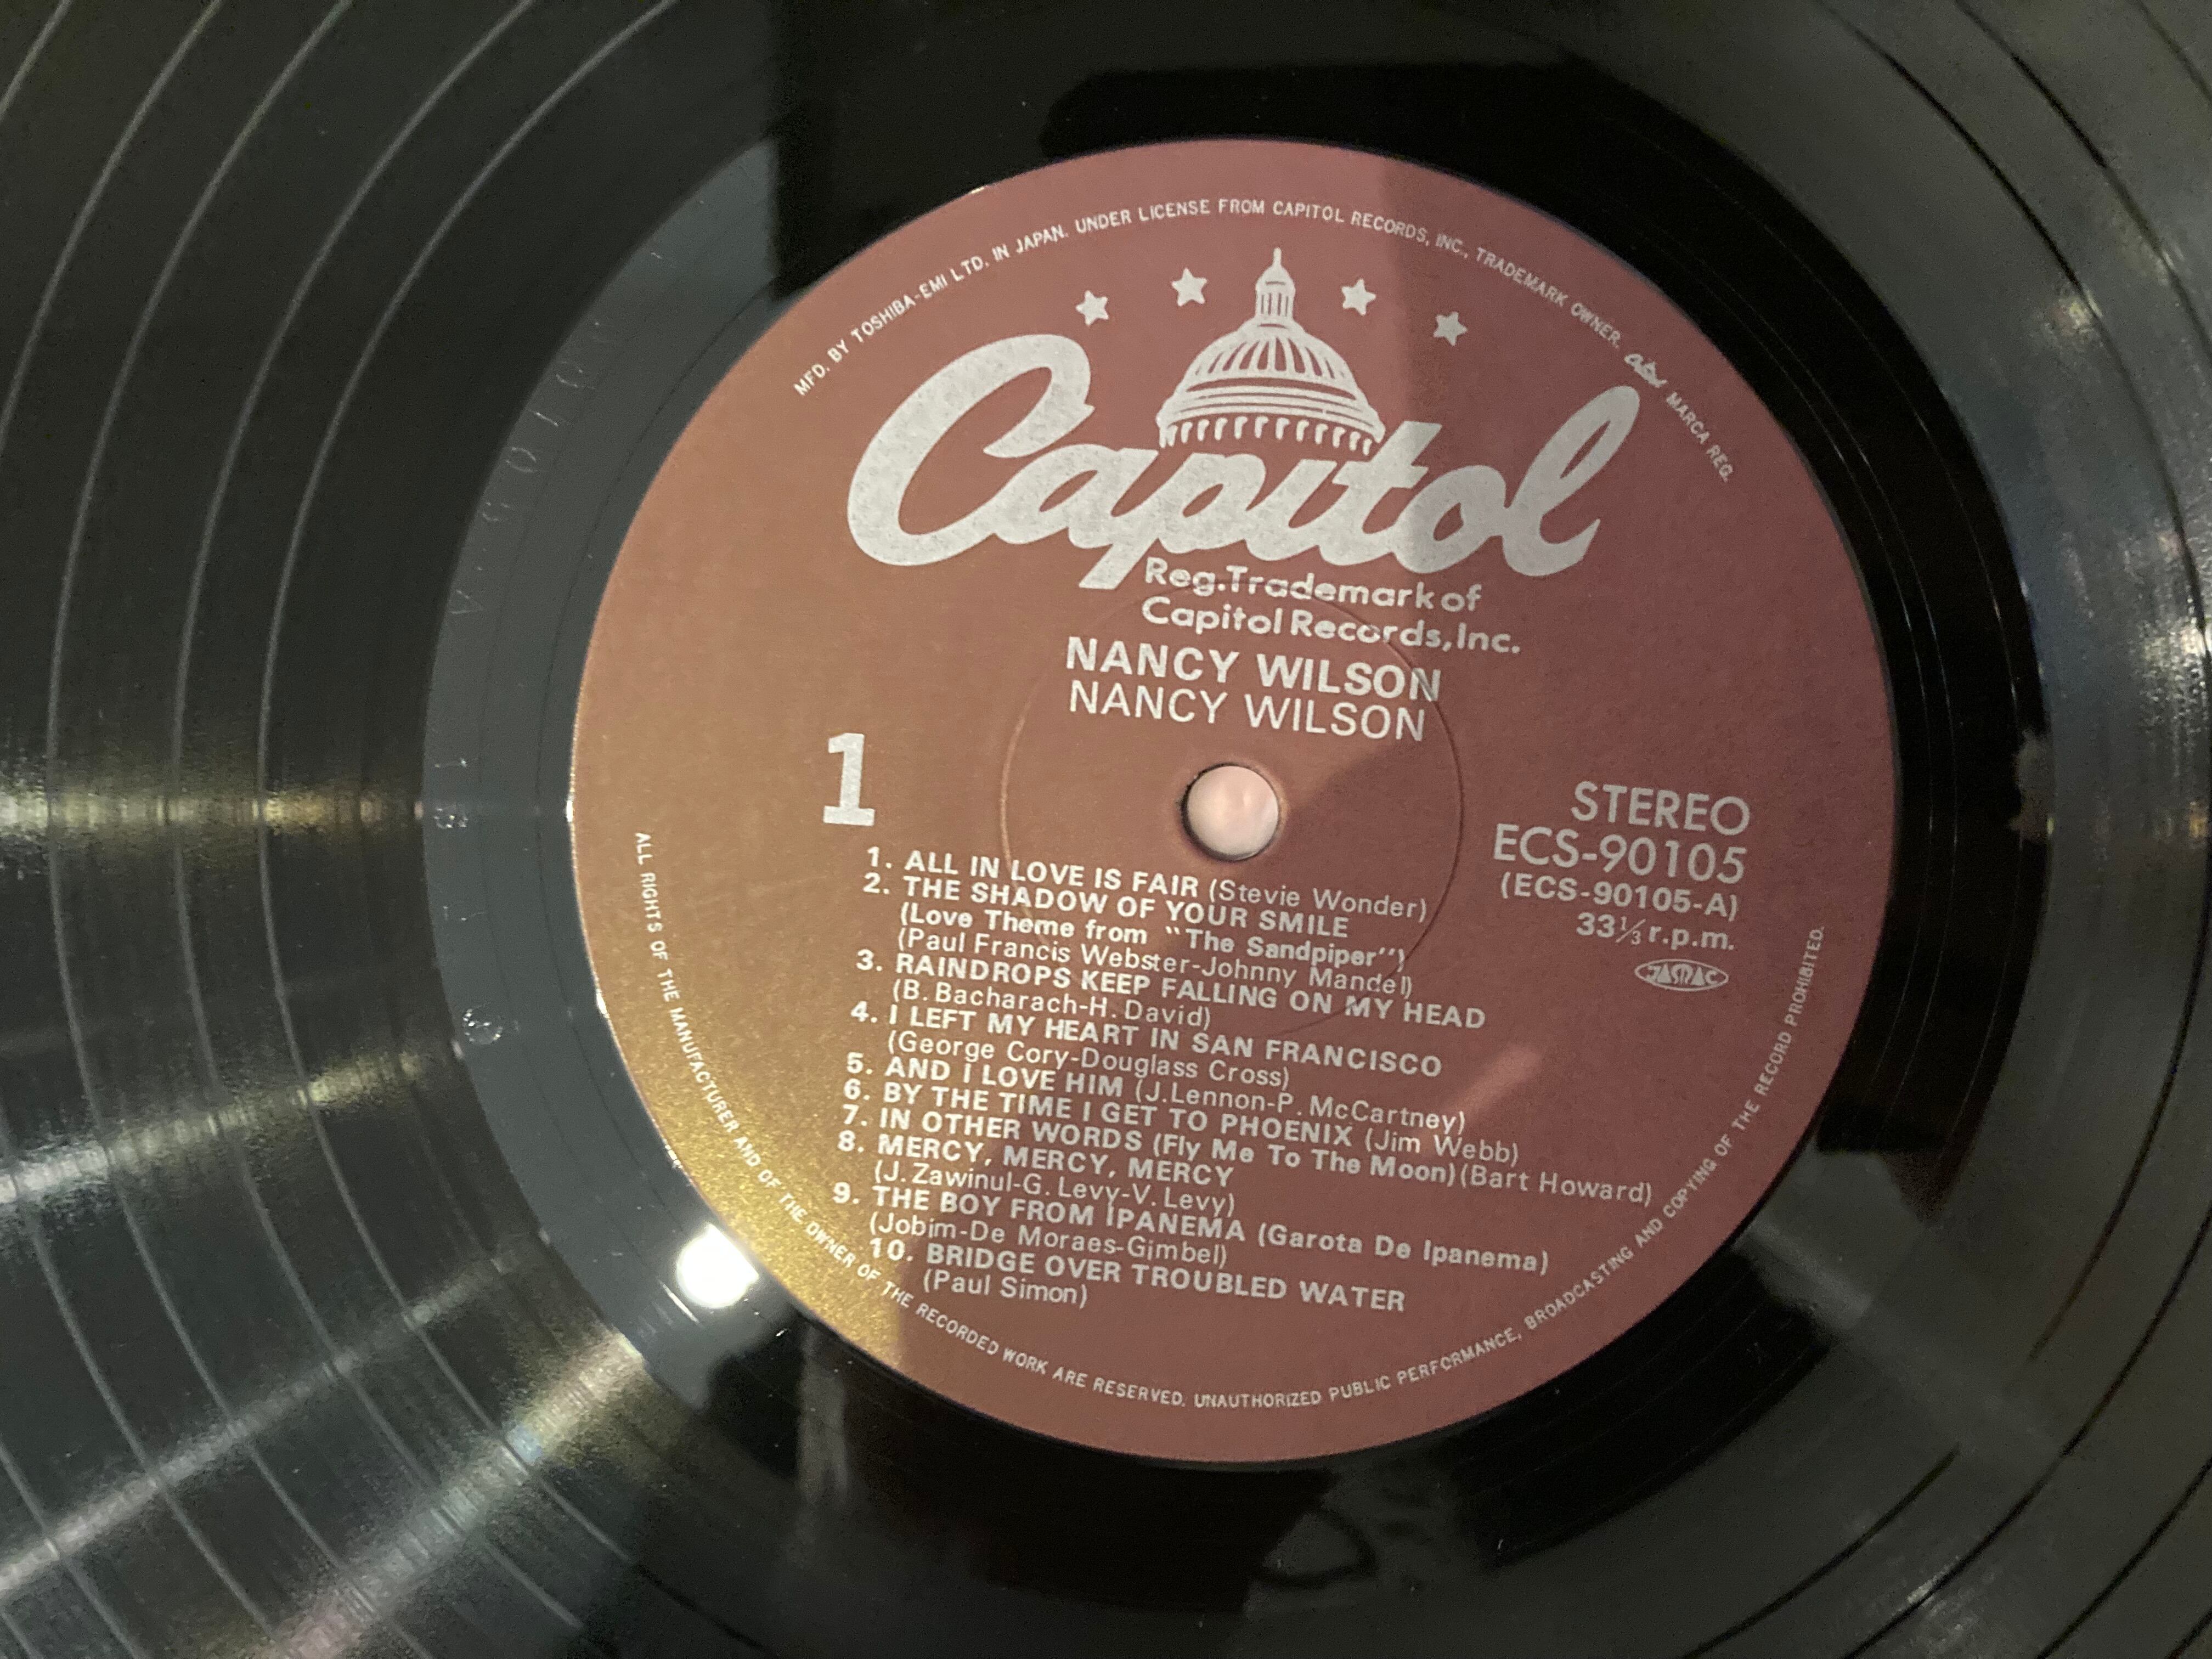 MFD. BY TOSHIBA-EMI LTD. IN JAPAN. UNDER LICENSE FROM CAPITOL RECORDS, INC., TRADEMARK OWNER. MARCA REG.
Capitol
Reg.Trademark of
Capitol Records,Inc.
NANCY WILSON
NANCY WILSON
1
STEREO
ECS-90105
(ECS-90105-A)
33⅓ r.p.m.
JASRAC
1. ALL IN LOVE IS FAIR (Stevie Wonder)
2. THE SHADOW OF YOUR SMILE
(Love Theme from "The Sandpiper")
(Paul Francis Webster-Johnny Mandel)
3. RAINDROPS KEEP FALLING ON MY HEAD
(B. Bacharach-H. David)
4. I LEFT MY HEART IN SAN FRANCISCO
(George Cory-Douglass Cross)
5. AND I LOVE HIM (J.Lennon-P. McCartney)
6. BY THE TIME I GET TO PHOENIX (Jim Webb)
7. IN OTHER WORDS (Fly Me To The Moon) (Bart Howard)
8. MERCY, MERCY, MERCY
(J. Zawinul-G. Levy-V. Levy)
9. THE BOY FROM IPANEMA (Garota De Ipanema)
(Jobim-De Moraes-Gimbel)
10. BRIDGE OVER TROUBLED WATER
(Paul Simon)
ALL RIGHTS OF THE MANUFACTURER AND OF THE OWNER OF THE RECORDED WORK ARE RESERVED. UNAUTHORIZED PUBLIC PERFORMANCE, BROADCASTING AND COPYING OF THE RECORD PROHIBITED.